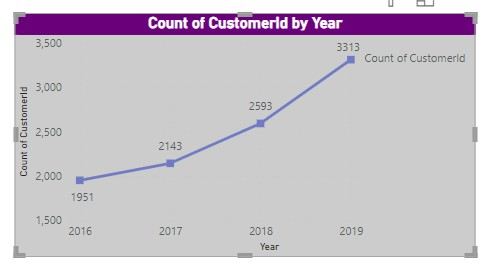 Count of CustomerId by Year
3,500
3,000
2,500
2,000
1,500
Count of CustomerId
1951
2143
2593
3313
Count of CustomerId
2016 2017 2018 2019
Year